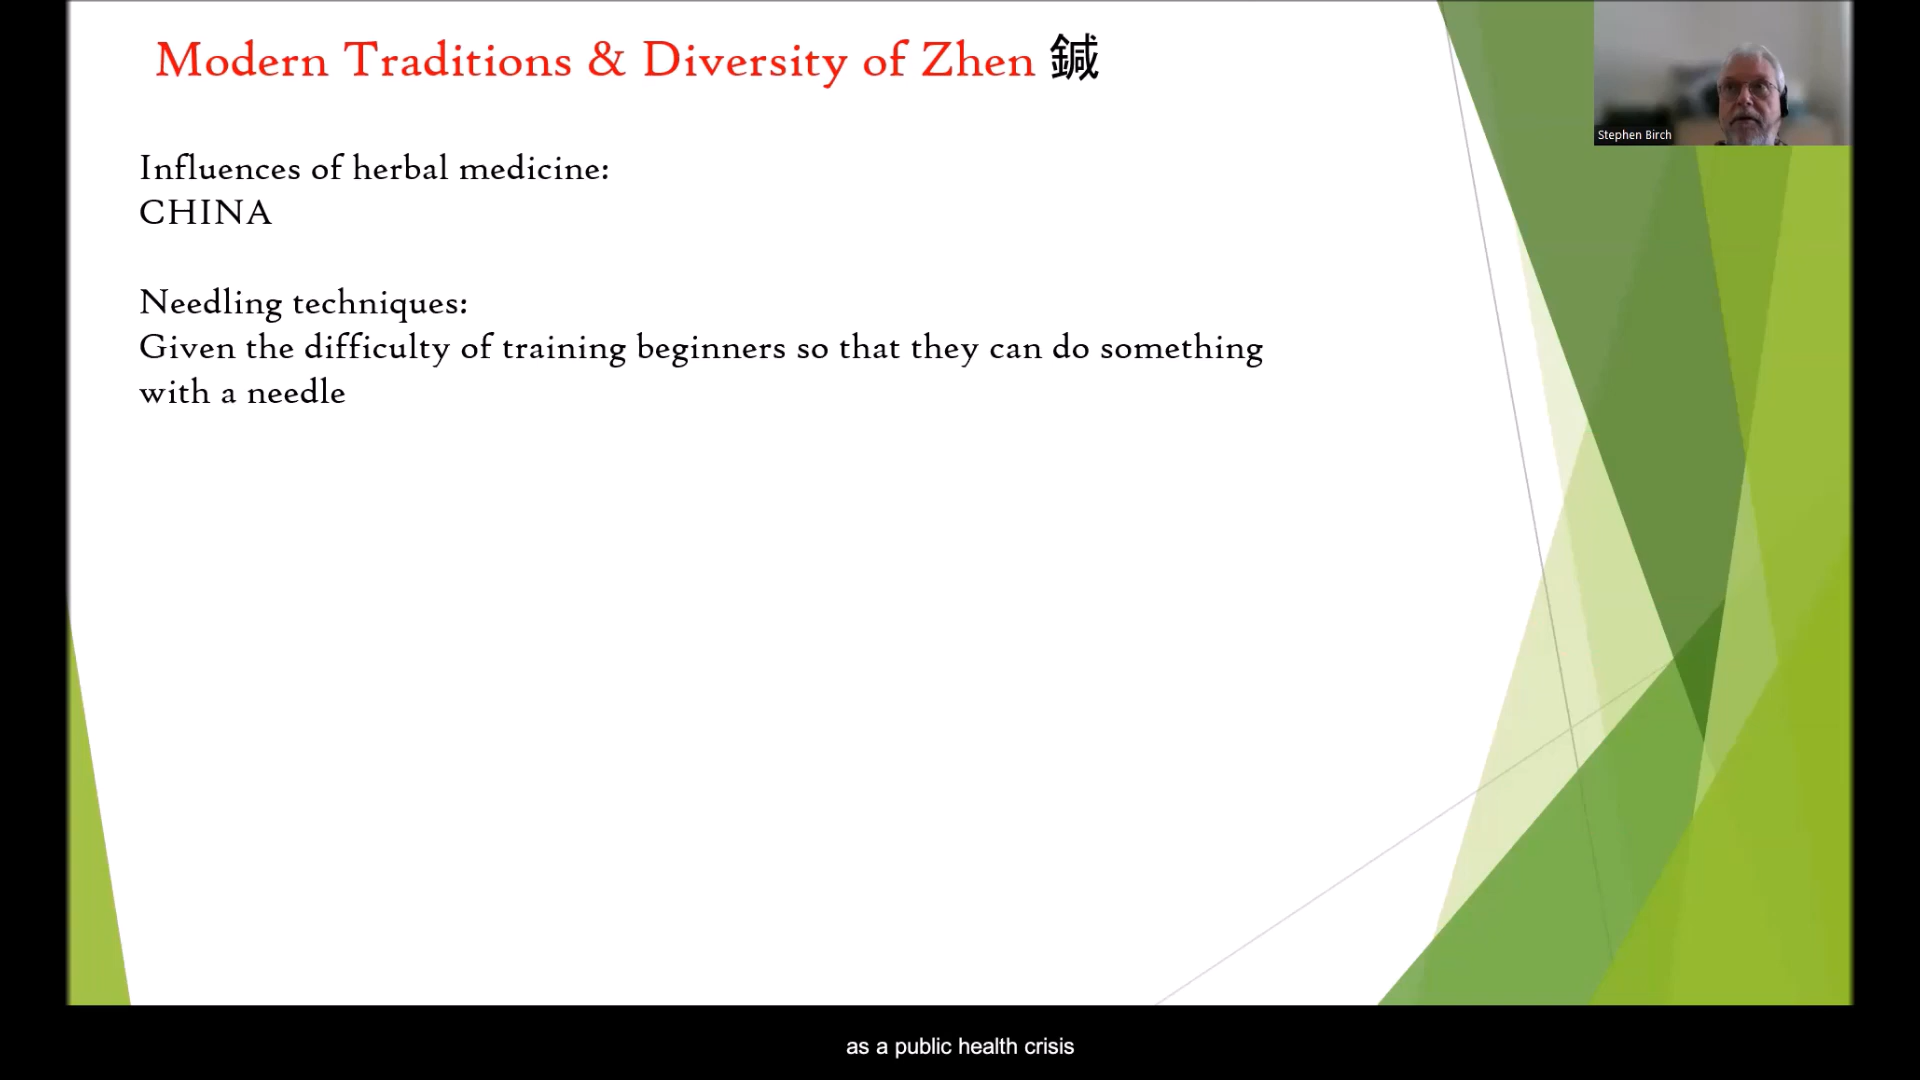 Modern Traditions & Diversity of Zhen 鍼
Stephen Birch
Influences of herbal medicine:
CHINA
Needling techniques:
Given the difficulty of training beginners so that they can do something
with a needle
as a public health crisis